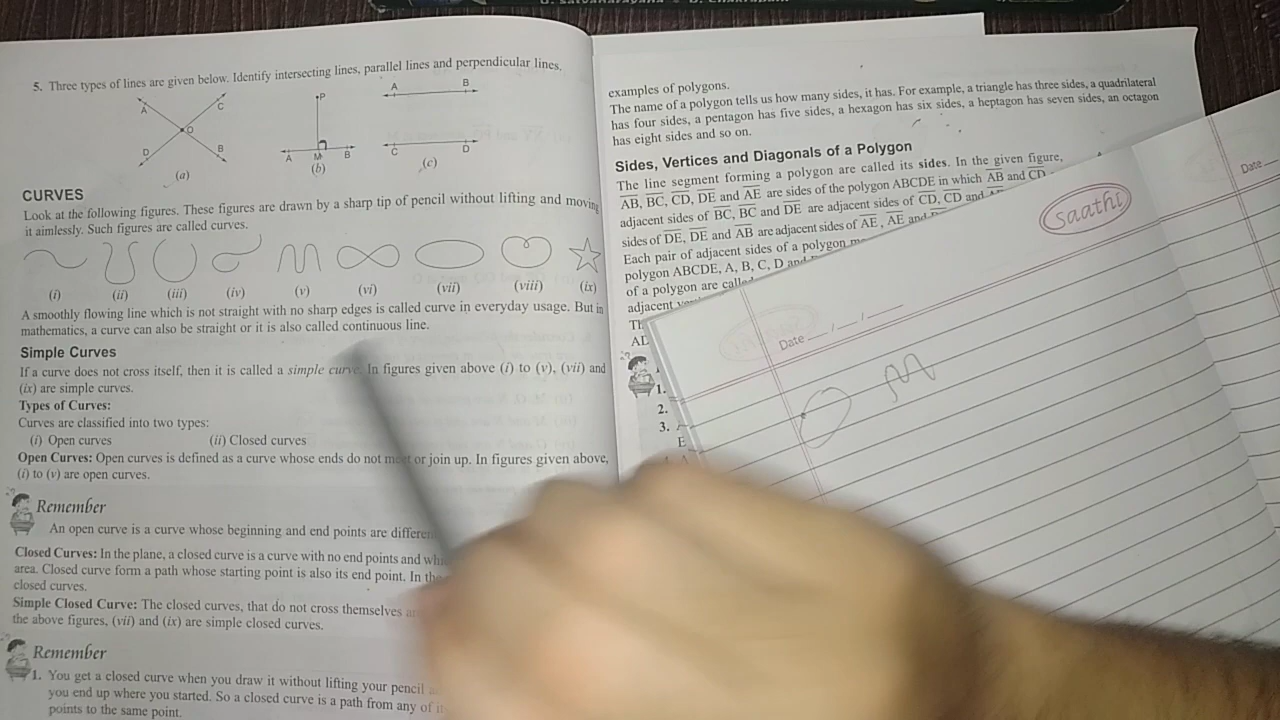 5. Three types of lines are given below. Identify intersecting lines, parallel lines and perpendicular lines.
A C O D B
(a)
P A M B
(b)
A B
C D
(c)
CURVES
Look at the following figures. These figures are drawn by a sharp tip of pencil without lifting and moving
it aimlessly. Such figures are called curves.
(i) (ii) (iii) (iv) (v) (vi) (vii) (viii) (ix)
A smoothly flowing line which is not straight with no sharp edges is called curve in everyday usage. But in
mathematics, a curve can also be straight or it is also called continuous line.
Simple Curves
If a curve does not cross itself, then it is called a simple curve. In figures given above (i) to (v), (vii) and
(ix) are simple curves.
Types of Curves:
Curves are classified into two types:
(i) Open curves (ii) Closed curves
Open Curves: Open curves is defined as a curve whose ends do not meet or join up. In figures given above,
(i) to (v) are open curves.
Remember
An open curve is a curve whose beginning and end points are
Closed Curves: In the plane, a closed curve is a curve with no end points and
area. Closed curve form a path whose starting point is also its end point. In
closed curves.
Simple Closed Curve: The closed curves, that do not cross themselves
the above figures, (vii) and (ix) are simple closed curves.
Remember
1. You get a closed curve when you draw it without lifting your pencil
you end up where you started. So a closed curve is a path from any of
points to the same point.
examples of polygons.
The name of a polygon tells us how many sides, it has. For example, a triangle has three sides, a quadrilateral
has four sides, a pentagon has five sides, a hexagon has six sides, a heptagon has seven sides, an octagon
has eight sides and so on.
Sides, Vertices and Diagonals of a Polygon
The line segment forming a polygon are called its sides. In the given figure,
AB, BC, CD, DE and AE are sides of the polygon ABCDE in which AB and CD
adjacent sides of BC, BC and DE are adjacent sides of CD, CD and
sides of DE, DE and AB are adjacent sides of AE, AE and
Each pair of adjacent sides of a polygon
polygon ABCDE, A, B, C, D and
of a polygon are
adjacent
1.
2.
3.
E
saathi
Date
Date